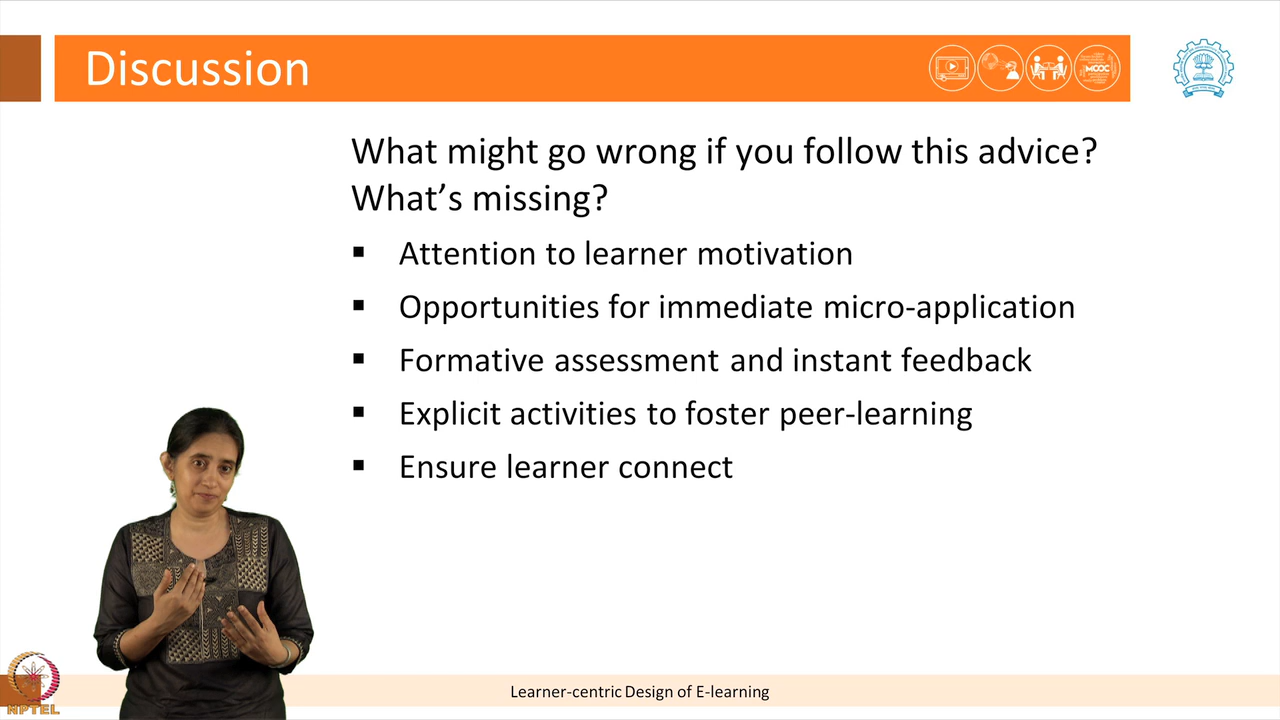 Discussion
MOOC
What might go wrong if you follow this advice?
What's missing?
▪ Attention to learner motivation
▪ Opportunities for immediate micro-application
▪ Formative assessment and instant feedback
▪ Explicit activities to foster peer-learning
▪ Ensure learner connect
NPTEL
Learner-centric Design of E-learning